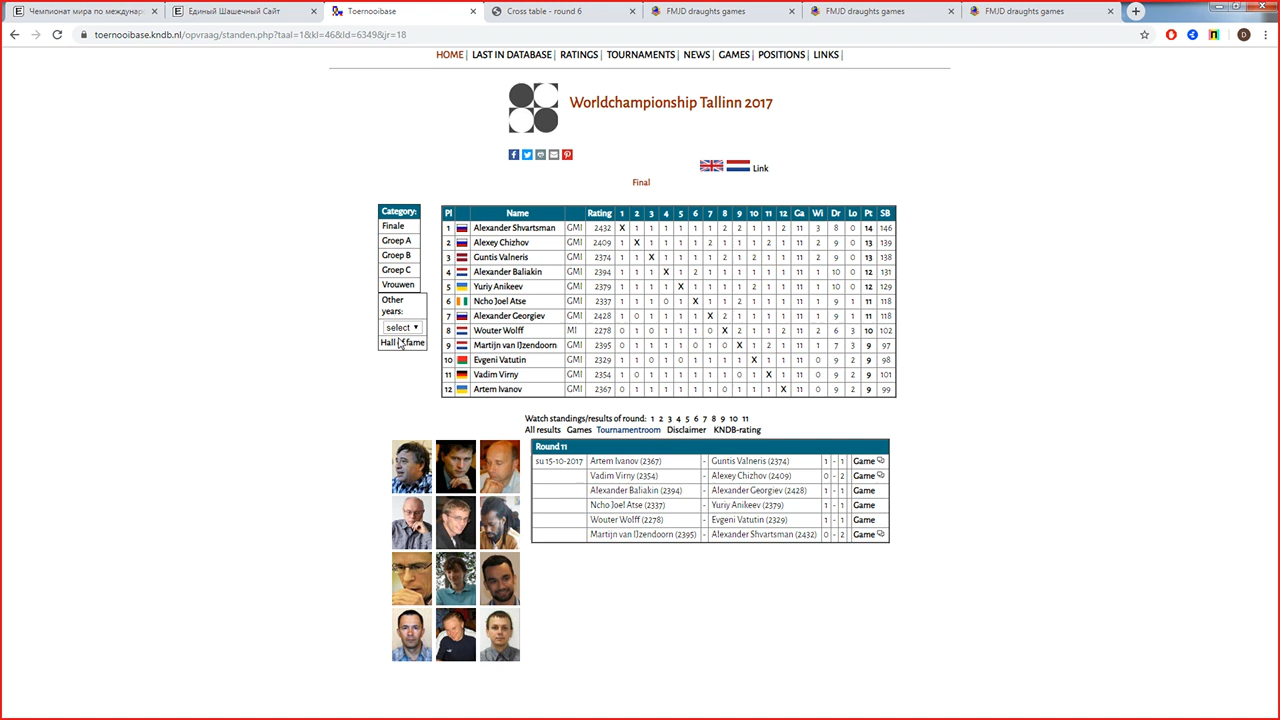 Чемпионат мира по междунар
Единый Шашечный Сайт
Toernooibase
Cross table - round 6
FMJD draughts games
FMJD draughts games
FMJD draughts games
toernooibase.kndb.nl/opvraag/standen.php?taal=1&kl=46&Id=6349&jr=18
HOME | LAST IN DATABASE | RATINGS | TOURNAMENTS | NEWS | GAMES | POSITIONS | LINKS |
Worldchampionship Tallinn 2017
Link
Final
Category:
Finale
Groep A
Groep B
Groep C
Vrouwen
Other
years:
select
Pl Name Rating 1 2 3 4 5 6 7 8 9 10 11 12 Ga Wi Dr Lo Pt SB
1 Alexander Shvartsman GMI 2432 X 1 1 1 1 1 1 2 2 1 1 2 11 3 8 0 14 146
2 Alexey Chizhov GMI 2409 1 X 1 1 1 1 2 1 1 1 2 1 11 2 9 0 13 139
3 Guntis Valneris GMI 2374 1 1 X 1 1 1 1 2 1 2 1 1 11 2 9 0 13 138
4 Alexander Baliakin GMI 2394 1 1 1 X 1 2 1 1 1 1 1 1 11 1 10 0 12 131
5 Yuriy Anikeev GMI 2379 1 1 1 1 X 1 1 1 1 2 1 1 11 1 10 0 12 129
6 Ncho Joel Atse GMI 2337 1 1 1 0 1 X 1 1 2 1 1 1 11 1 9 1 11 118
7 Alexander Georgiev GMI 2428 1 0 1 1 1 1 X 2 1 1 1 1 11 1 9 1 11 118
8 Wouter Wolff MI 2278 0 1 0 1 1 1 0 X 2 1 1 2 11 2 6 3 10 102
9 Martijn van IJzendoorn GMI 2395 0 1 1 1 1 0 1 0 X 1 2 1 11 1 7 3 9 97
10 Evgeni Vatutin GMI 2329 1 1 0 1 0 1 1 1 1 X 1 1 11 0 9 2 9 98
11 Vadim Virny GMI 2354 1 0 1 1 1 1 1 1 0 1 X 1 11 0 9 2 9 101
12 Artem Ivanov GMI 2367 0 1 1 1 1 1 1 0 1 1 1 X 11 0 9 2 9 99
Watch standings/results of round: 1 2 3 4 5 6 7 8 9 10 11
All results Games Tournamentroom Disclaimer KNDB-rating
Round 11
su 15-10-2017 Artem Ivanov (2367) - Guntis Valneris (2374) 1 - 1 Game
Vadim Virny (2354) - Alexey Chizhov (2409) 0 - 2 Game
Alexander Baliakin (2394) - Alexander Georgiev (2428) 1 - 1 Game
Ncho Joel Atse (2337) - Yuriy Anikeev (2379) 1 - 1 Game
Wouter Wolff (2278) - Evgeni Vatutin (2329) 1 - 1 Game
Martijn van IJzendoorn (2395) - Alexander Shvartsman (2432) 0 - 2 Game